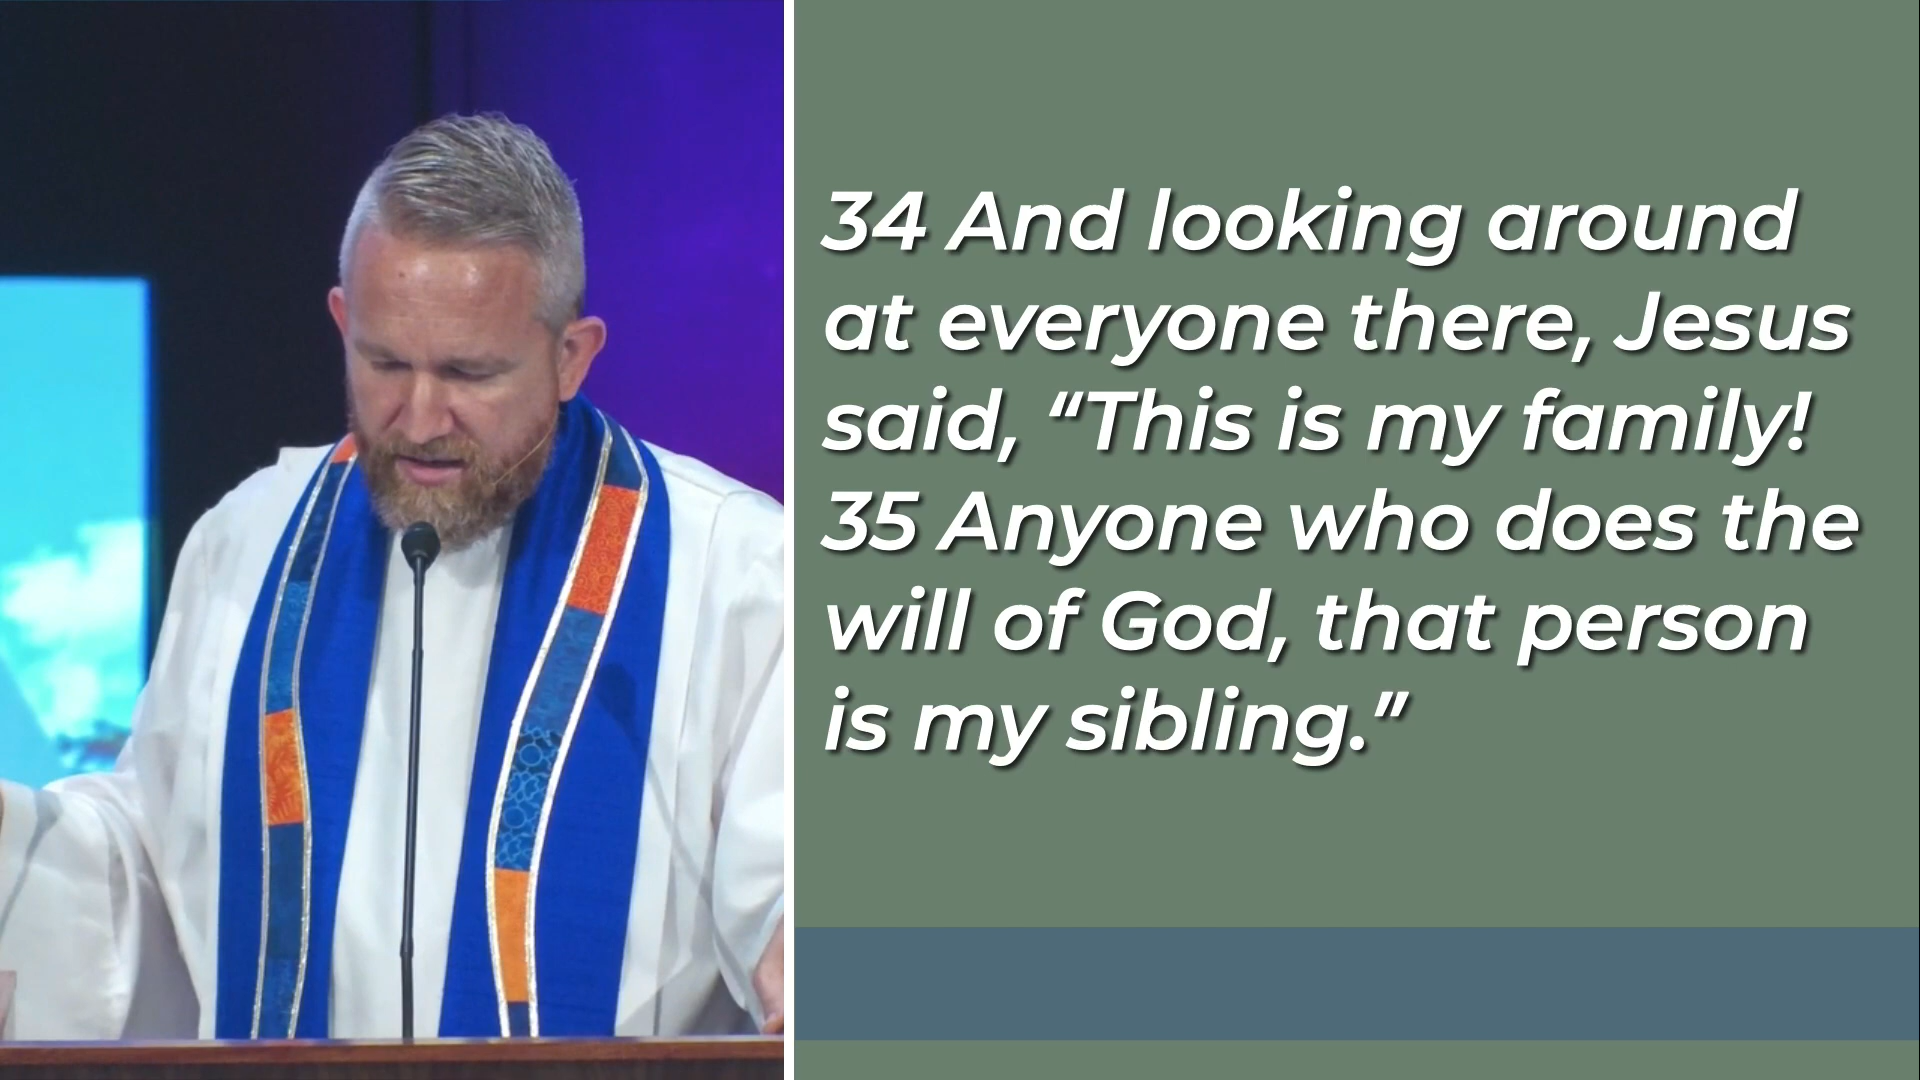 34 And looking around
at everyone there, Jesus
said, “This is my family!
35 Anyone who does the
will of God, that person
is my sibling.”